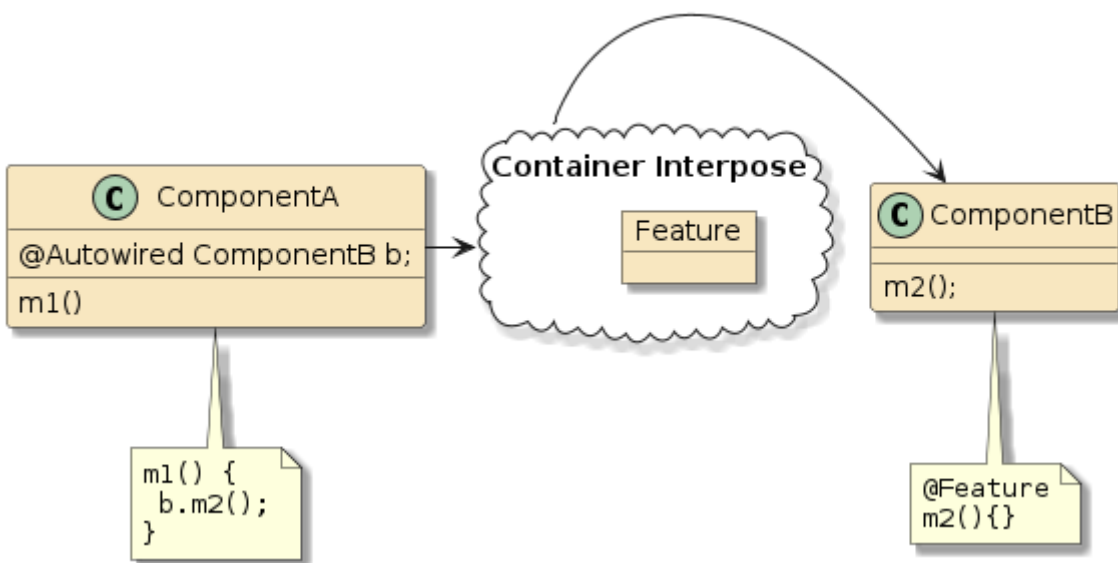 C ComponentA
@Autowired ComponentB b;
m1()
m1() {
b.m2();
}
Container Interpose
Feature
C ComponentB
m2();
@Feature
m2(){}